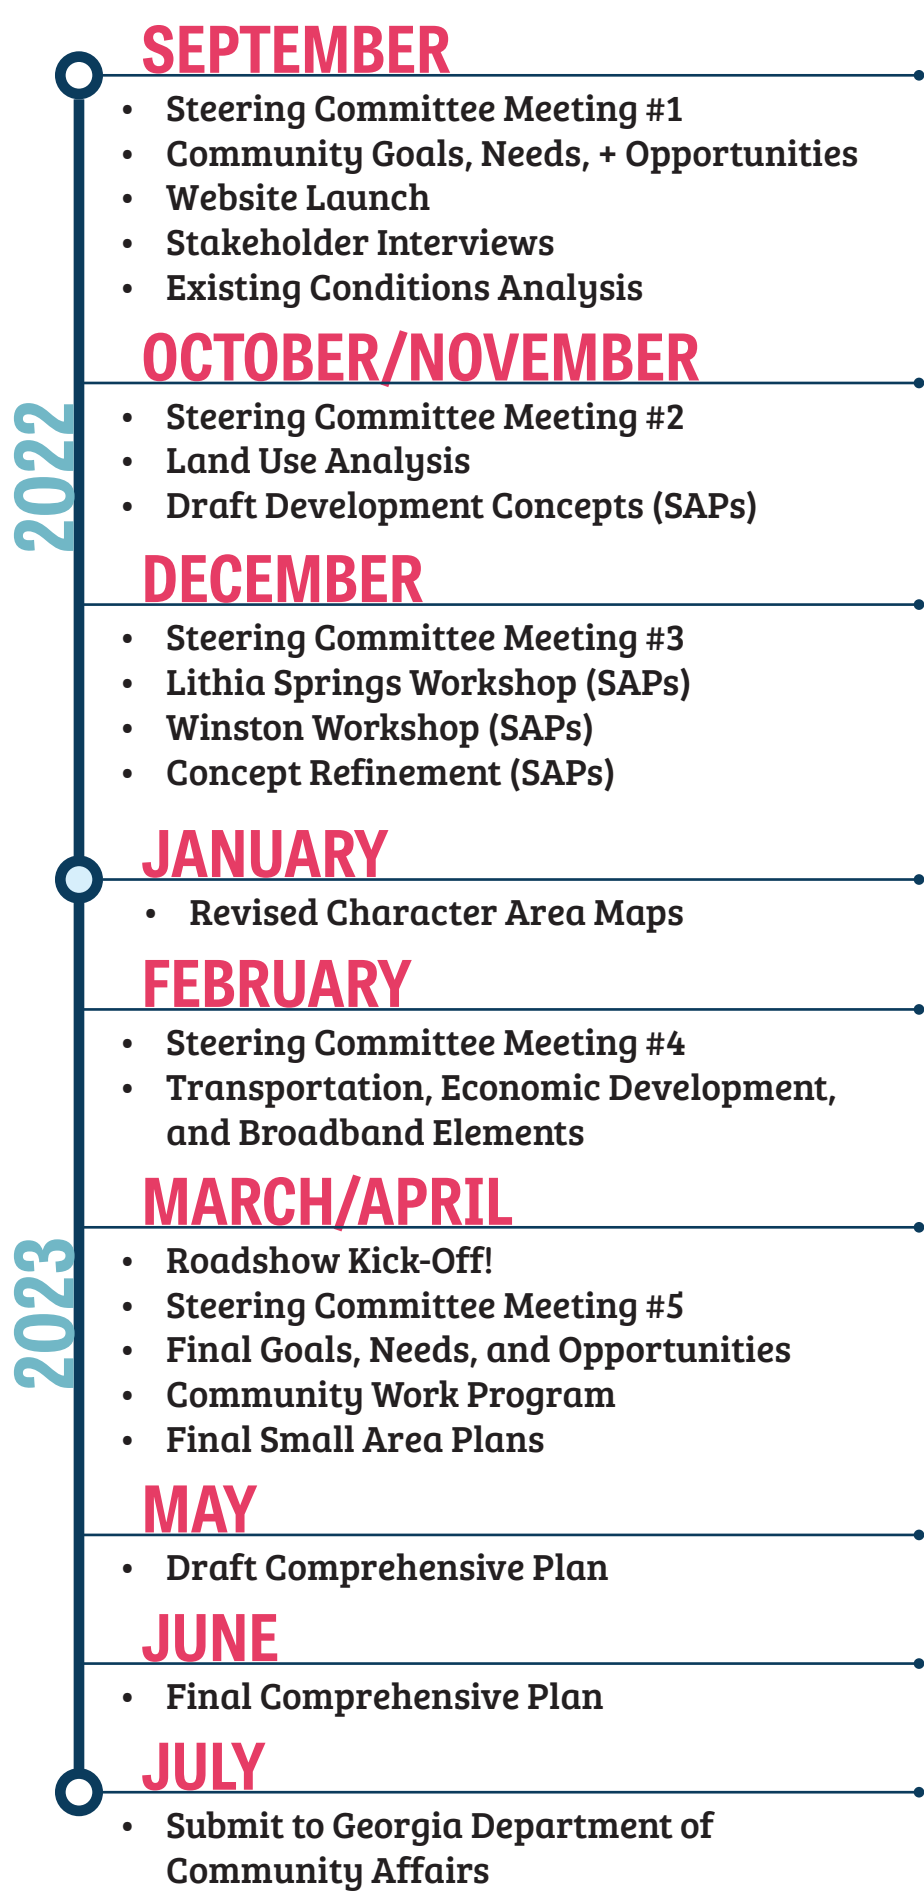 SEPTEMBER
• Steering Committee Meeting #1
• Community Goals, Needs, + Opportunities
• Website Launch
• Stakeholder Interviews
• Existing Conditions Analysis
OCTOBER/NOVEMBER
• Steering Committee Meeting #2
• Land Use Analysis
• Draft Development Concepts (SAPs)
2022
DECEMBER
• Steering Committee Meeting #3
• Lithia Springs Workshop (SAPs)
• Winston Workshop (SAPs)
• Concept Refinement (SAPs)
JANUARY
• Revised Character Area Maps
FEBRUARY
• Steering Committee Meeting #4
• Transportation, Economic Development,
and Broadband Elements
MARCH/APRIL
• Roadshow Kick-Off!
• Steering Committee Meeting #5
• Final Goals, Needs, and Opportunities
• Community Work Program
• Final Small Area Plans
2023
MAY
• Draft Comprehensive Plan
JUNE
• Final Comprehensive Plan
JULY
• Submit to Georgia Department of
Community Affairs